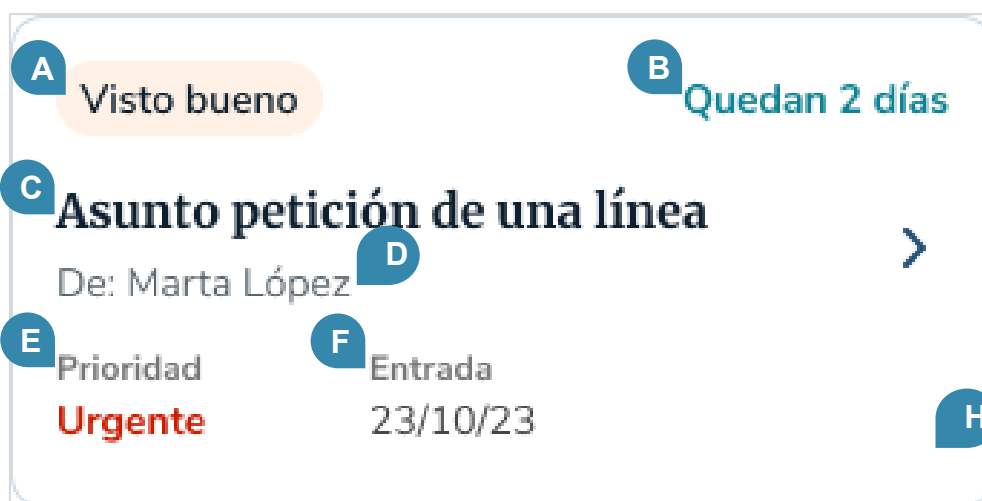 A
Visto bueno
B
Quedan 2 días
C
Asunto petición de una línea
De: Marta López
D
E
Prioridad
F
Entrada
Urgente
23/10/23
H